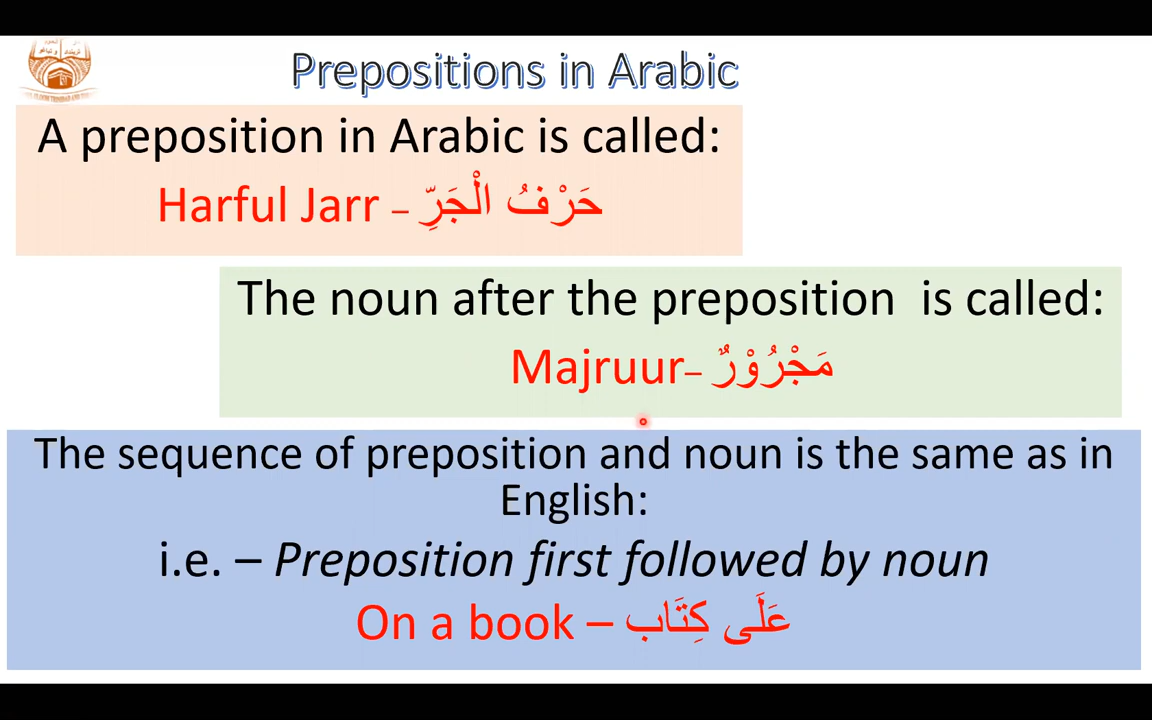 Prepositions in Arabic
A preposition in Arabic is called:
Harful Jarr – حَرْفُ الْجَرِّ
The noun after the preposition is called:
Majruur– مَجْرُوْرٌ
The sequence of preposition and noun is the same as in
English:
i.e. – Preposition first followed by noun
On a book – عَلَى كِتَاب